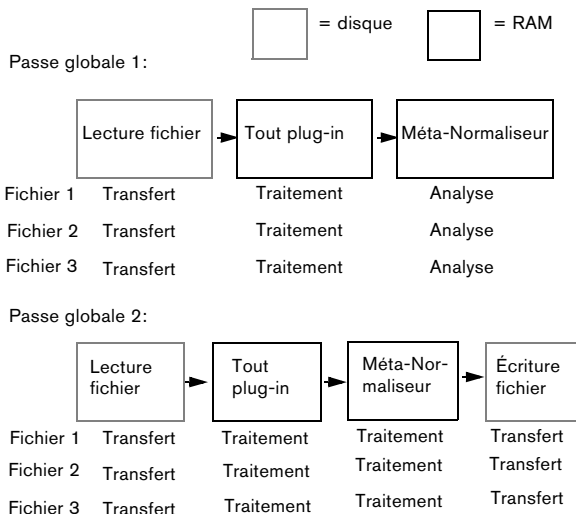 = disque
= RAM
Passe globale 1:
Lecture fichier
Tout plug-in
Méta-Normaliseur
Fichier 1 Transfert Traitement Analyse
Fichier 2 Transfert Traitement Analyse
Fichier 3 Transfert Traitement Analyse
Passe globale 2:
Lecture
fichier
Tout
plug-in
Méta-Nor-
maliseur
Écriture
fichier
Fichier 1 Transfert Traitement Traitement Transfert
Fichier 2 Transfert Traitement Traitement Transfert
Fichier 3 Transfert Traitement Traitement Transfert